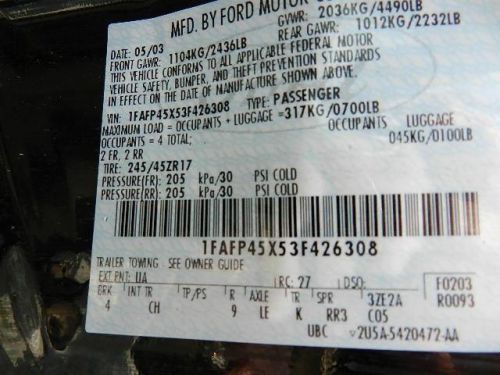 MFD. BY FORD MOTOR
GVWR: 2036KG/4490LB
DATE: 05/03
FRONT GAWR: 1104KG/2436LB
REAR GAWR: 1012KG/2232LB
THIS VEHICLE CONFORMS TO ALL APPLICABLE FEDERAL MOTOR
VEHICLE SAFETY, BUMPER, AND THEFT PREVENTION STANDARDS
IN EFFECT ON THE DATE OF MANUFACTURE SHOWN ABOVE.
VIN: 1FAFP45X53F426308 TYPE: PASSENGER
MAXIMUM LOAD = OCCUPANTS + LUGGAGE =317KG/0700LB
OCCUPANTS = 4 TOTAL; OCCUPANTS LUGGAGE
2 FR, 2 RR 045KG/0100LB
TIRE: 245/45ZR17
PRESSURE(FR): 205 kPa/30 PSI COLD
PRESSURE(RR): 205 kPa/30 PSI COLD
1FAFP45X53F426308
TRAILER TOWING - SEE OWNER GUIDE
EXT PNT: UA RC: 27 DSO: F0203
BRK INT TR TP/PS R AXLE TR SPR 3ZE2A R0093
4 CH 9 LE K RR3 C05
UBC ▽2U5A-5420472-AA